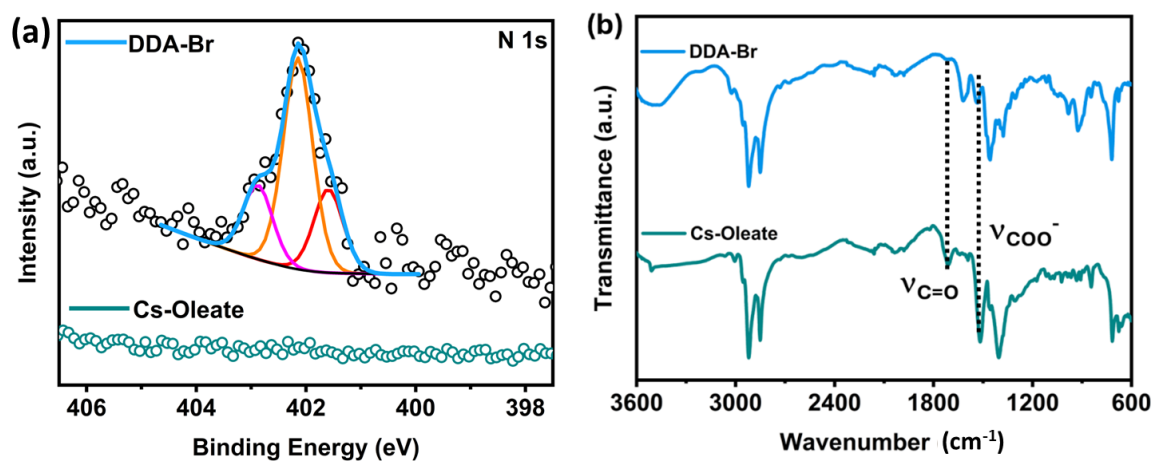 (a)
DDA-Br
N 1s
Cs-Oleate
Intensity (a.u.)
406 404 402 400 398
Binding Energy (eV)
(b)
DDA-Br
Cs-Oleate
νC=O
νCOO⁻
Transmittance (a.u.)
3600 3000 2400 1800 1200 600
Wavenumber (cm⁻¹)